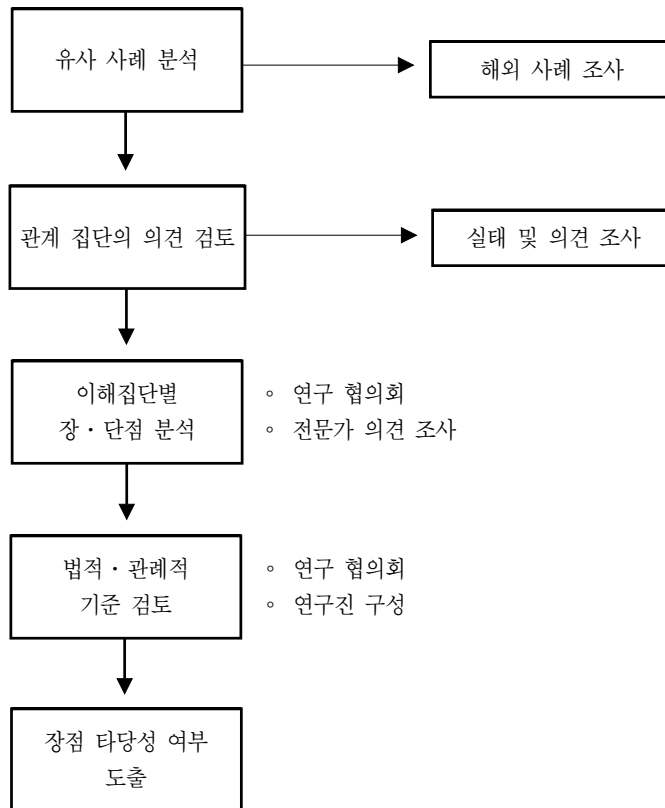 유사 사례 분석
해외 사례 조사
관계 집단의 의견 검토
실태 및 의견 조사
이해집단별
장·단점 분석
◦ 연구 협의회
◦ 전문가 의견 조사
법적·관례적
기준 검토
◦ 연구 협의회
◦ 연구진 구성
장점 타당성 여부
도출